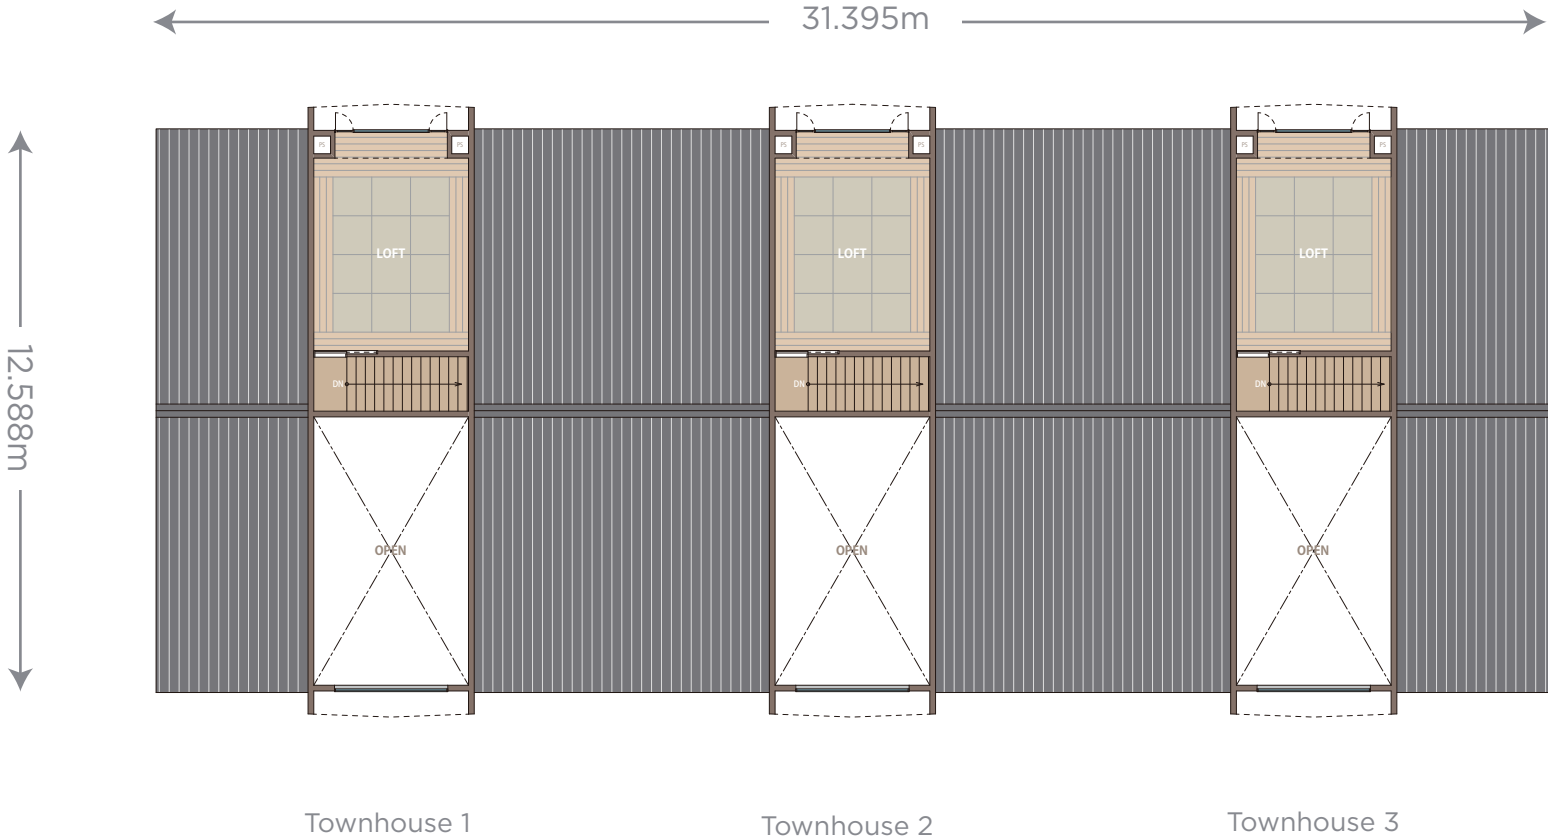 31.395m
12.588m
PS PS PS PS PS PS
LOFT LOFT LOFT
DN DN DN
OPEN OPEN OPEN
Townhouse 1 Townhouse 2 Townhouse 3